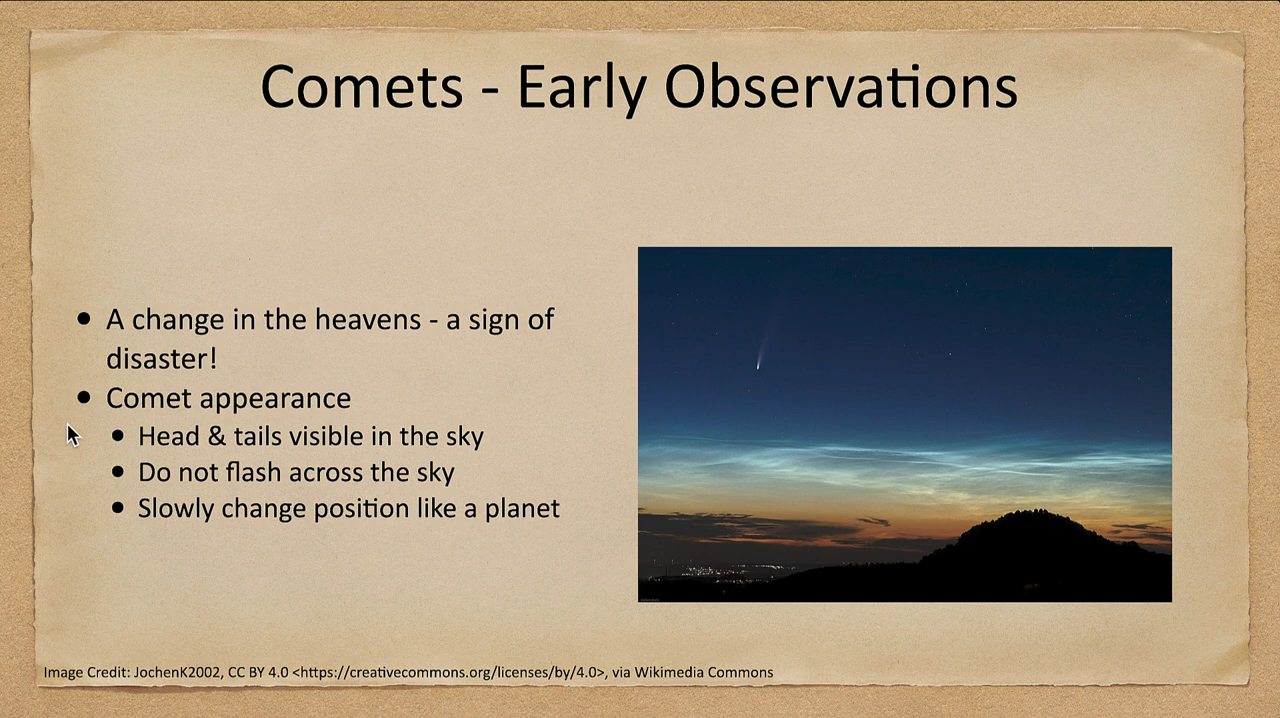 Comets - Early Observations
• A change in the heavens - a sign of
disaster!
• Comet appearance
• Head & tails visible in the sky
• Do not flash across the sky
• Slowly change position like a planet
Image Credit: JochenK2002, CC BY 4.0 <https://creativecommons.org/licenses/by/4.0>, via Wikimedia Commons